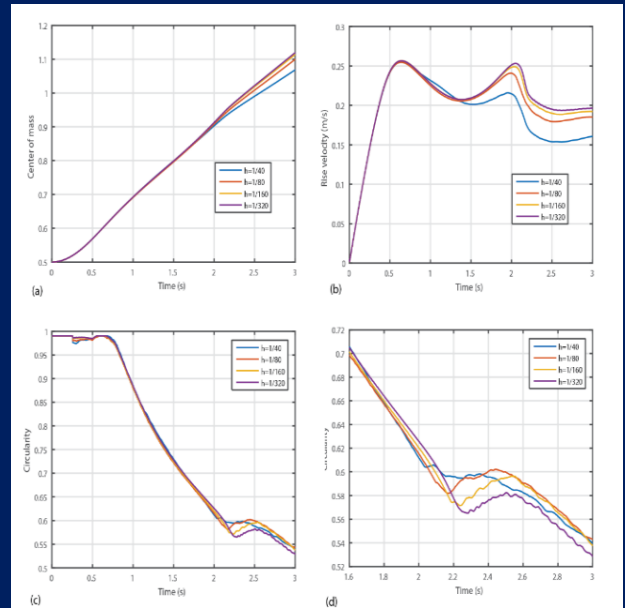 1.2
1.1
1
0.9
0.8
0.7
0.6
0.5
Center of mass
0 0.5 1 1.5 2 2.5 3
Time (s)
(a)
h=1/40
h=1/80
h=1/160
h=1/320
0.3
0.25
0.2
0.15
0.1
0.05
0
Rise velocity (m/s)
0 0.5 1 1.5 2 2.5 3
Time (s)
(b)
h=1/40
h=1/80
h=1/160
h=1/320
1
0.95
0.9
0.85
0.8
0.75
0.7
0.65
0.6
0.55
0.5
Circularity
0 0.5 1 1.5 2 2.5 3
Time (s)
(c)
h=1/40
h=1/80
h=1/160
h=1/320
0.72
0.7
0.68
0.66
0.64
0.62
0.6
0.58
0.56
0.54
0.52
Circularity
1.6 1.8 2 2.2 2.4 2.6 2.8 3
Time (s)
(d)
h=1/40
h=1/80
h=1/160
h=1/320